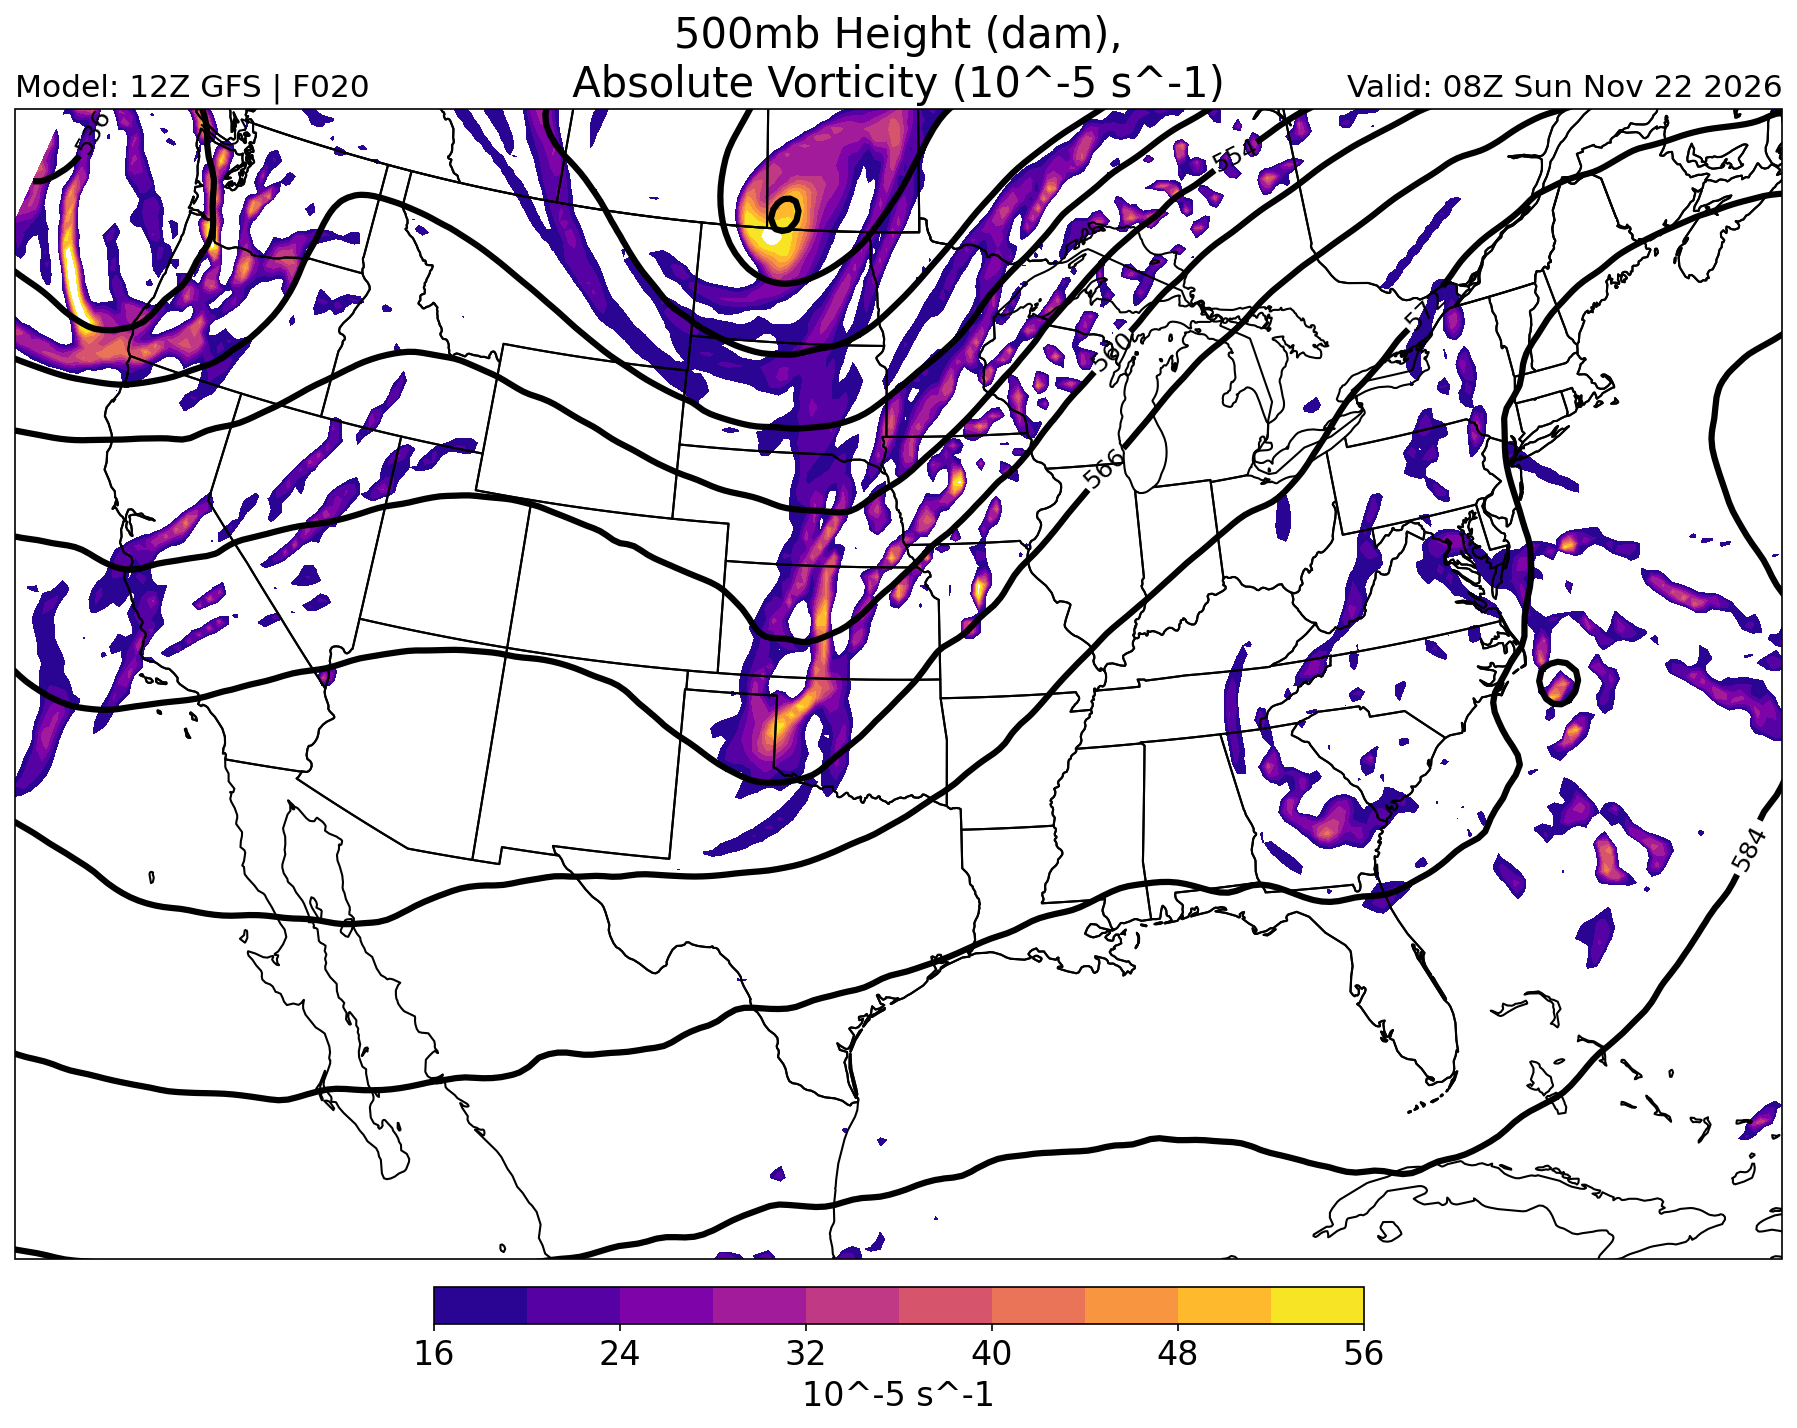 500mb Height (dam),
Absolute Vorticity (10^-5 s^-1)
Model: 12Z GFS | F020
Valid: 08Z Sun Nov 22 2026
536
554
560
566
584
16 24 32 40 48 56
10^-5 s^-1